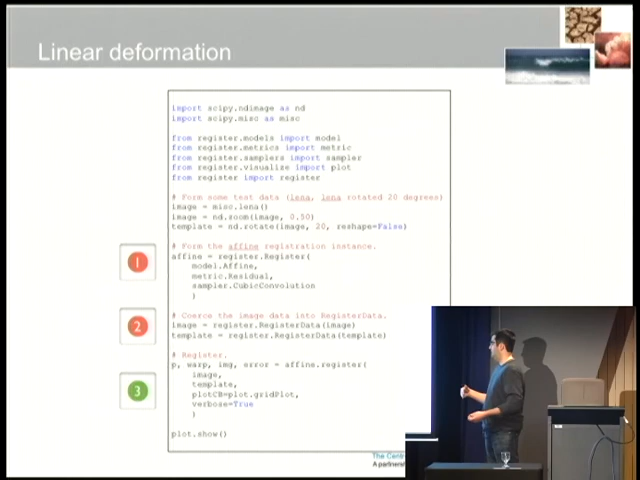 Linear deformation
import scipy.ndimage as nd
import scipy.misc as misc
from register.models import model
from register.metrics import metric
from register.samplers import sampler
from register.visualize import plot
from register import register
# Form some test data (lena, lena rotated 20 degrees)
image = misc.lena()
image = nd.zoom(image, 0.50)
template = nd.rotate(image, 20, reshape=False)
# Form the affine registration instance.
1
affine = register.Register(
model.Affine,
metric.Residual,
sampler.CubicConvolution
)
# Coerce the image data into RegisterData.
2
image = register.RegisterData(image)
template = register.RegisterData(template)
# Register.
p, warp, img, error = affine.register(
image,
3
template,
plotCB=plot.gridPlot,
verbose=True
)
plot.show()
The
A